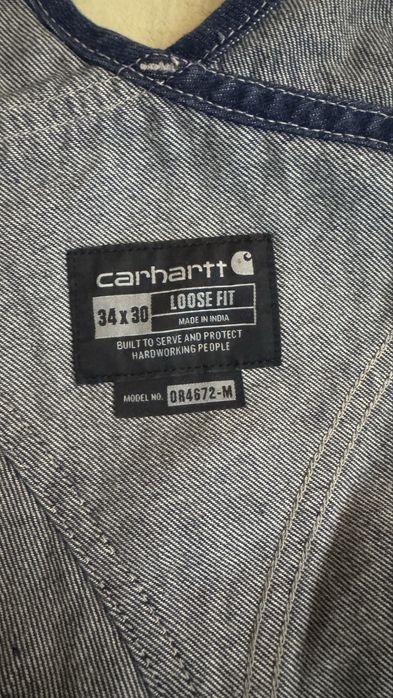 carhartt
34 x 30
LOOSE FIT
MADE IN INDIA
BUILT TO SERVE AND PROTECT
HARDWORKING PEOPLE
MODEL NO. OR4672-M